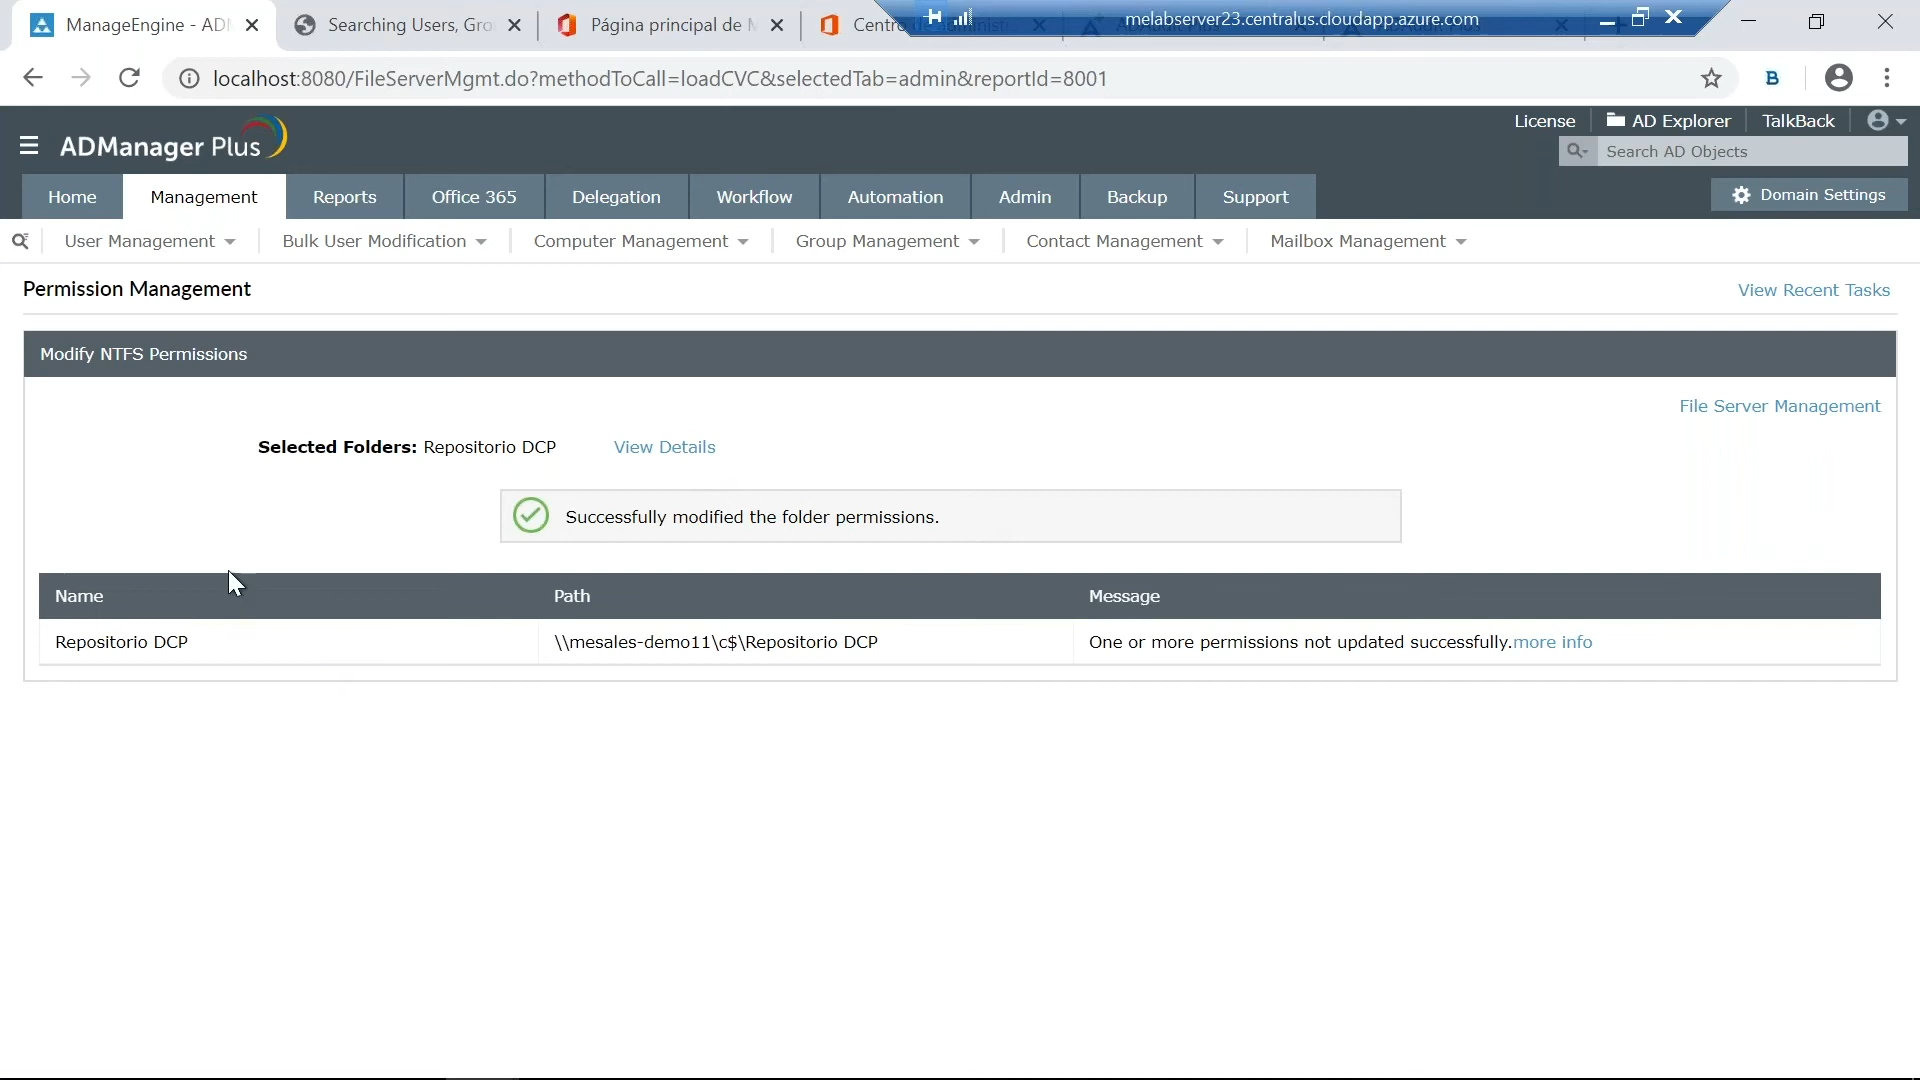 ManageEngine - AD
Searching Users, Gro
Página principal de M
Centro
melabserver23.centralus.cloudapp.azure.com
localhost:8080/FileServerMgmt.do?methodToCall=loadCVC&selectedTab=admin&reportId=8001
B
License
AD Explorer
TalkBack
ADManager Plus
Search AD Objects
Home
Management
Reports
Office 365
Delegation
Workflow
Automation
Admin
Backup
Support
Domain Settings
User Management
Bulk User Modification
Computer Management
Group Management
Contact Management
Mailbox Management
Permission Management
View Recent Tasks
Modify NTFS Permissions
File Server Management
Selected Folders: Repositorio DCP
View Details
Successfully modified the folder permissions.
Name
Path
Message
Repositorio DCP
\\mesales-demo11\c$\Repositorio DCP
One or more permissions not updated successfully.more info